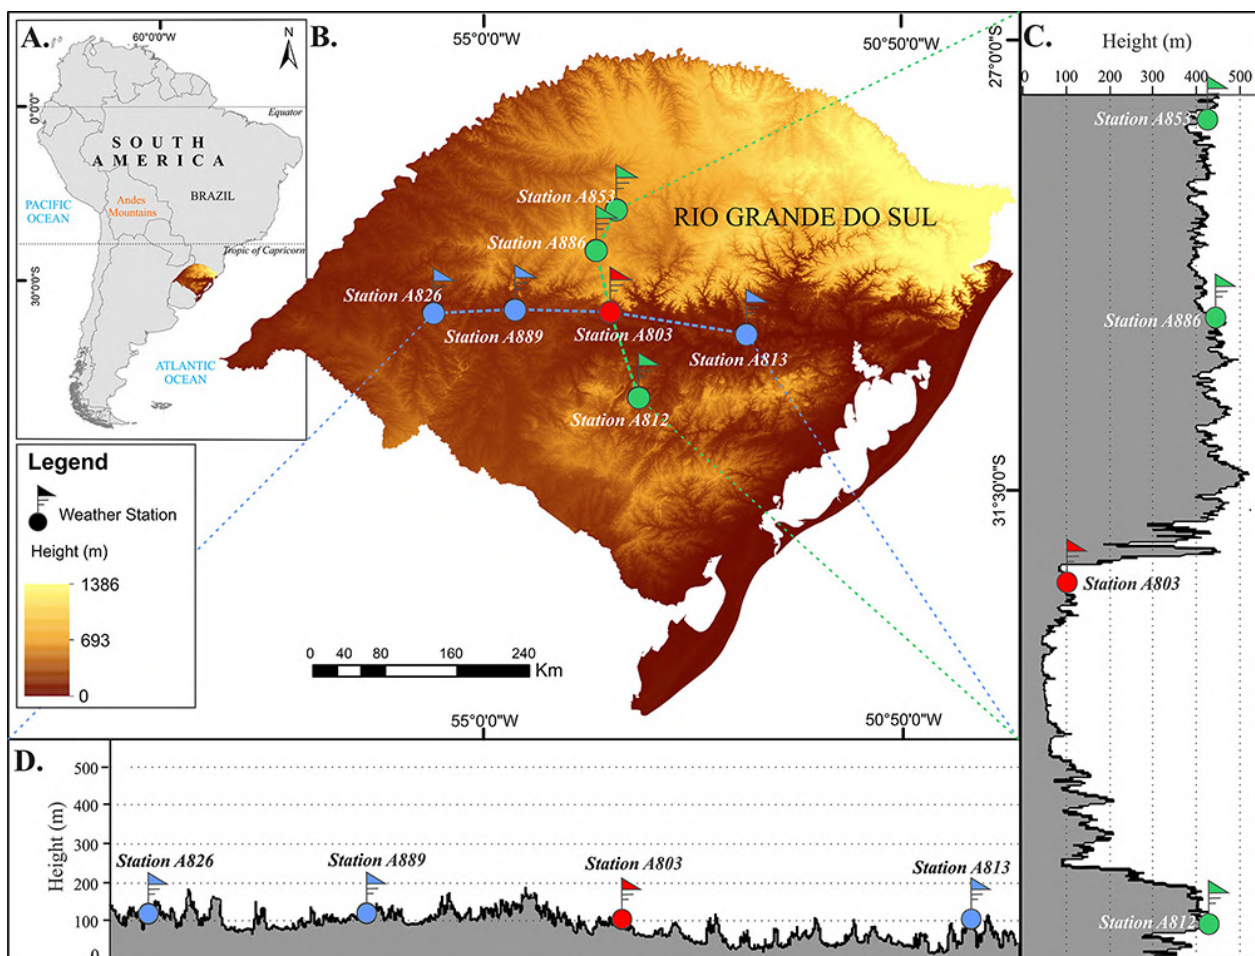 A.
60°0'0"W
N
0°0'0"
Equator
SOUTH
AMERICA
PACIFIC
OCEAN
Andes
Mountains
BRAZIL
Tropic of Capricorn
30°0'0"S
ATLANTIC
OCEAN
Legend
Weather Station
Height (m)
1386
693
0
B.
55°0'0"W
50°50"W
27°0'0"S
Station A853
RIO GRANDE DO SUL
Station A886
Station A826
Station A889
Station A803
Station A813
Station A812
31°30"S
0 40 80 160 240
Km
55°0'0"W
50°50"W
C.
Height (m)
0 100 200 300 400 500
Station A853
Station A886
Station A803
Station A812
0 100 200 300 400 500
D.
Height (m)
500
400
300
200
100
0
Station A826
Station A889
Station A803
Station A813